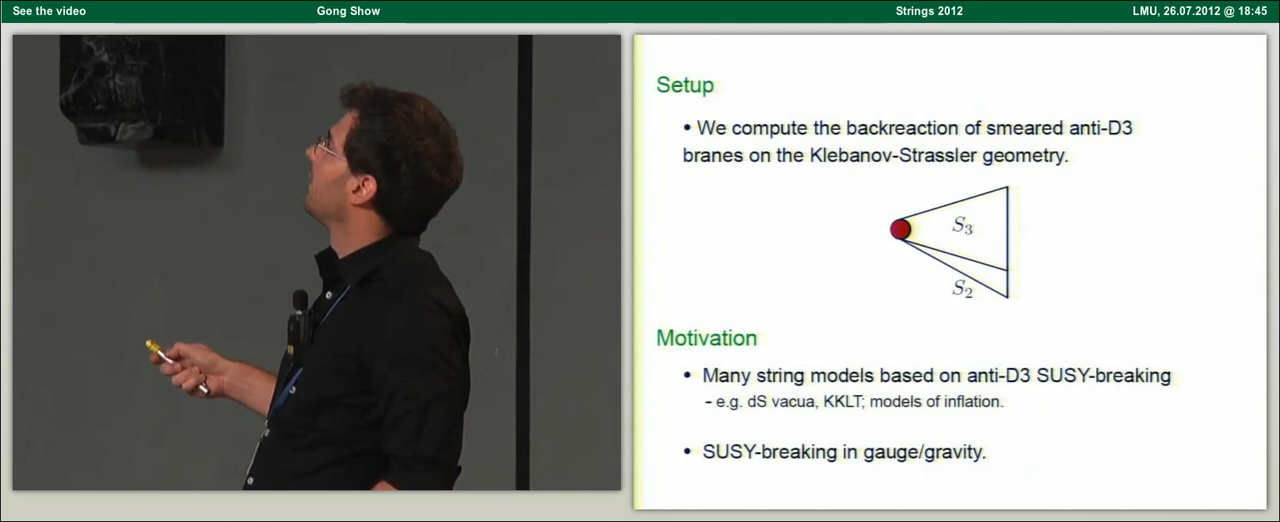 See the video
Gong Show
Strings 2012
LMU, 26.07.2012 @ 18:45
Setup
• We compute the backreaction of smeared anti-D3
branes on the Klebanov-Strassler geometry.
S₃
S₂
Motivation
• Many string models based on anti-D3 SUSY-breaking
- e.g. dS vacua, KKLT; models of inflation.
• SUSY-breaking in gauge/gravity.